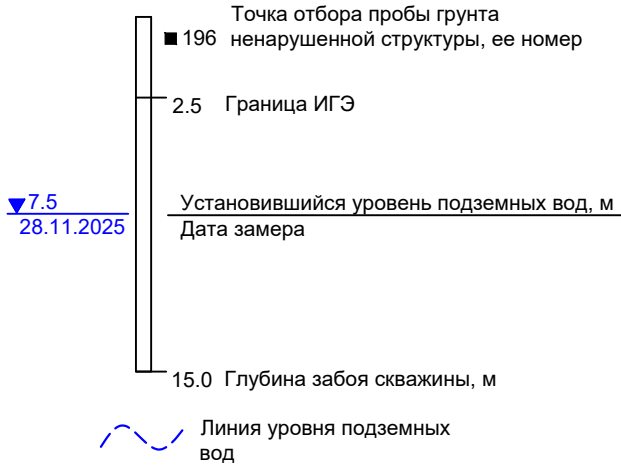 Точка отбора пробы грунта
196 ненарушенной структуры, ее номер
2.5 Граница ИГЭ
7.5 Установившийся уровень подземных вод, м
28.11.2025 Дата замера
15.0 Глубина забоя скважины, м
Линия уровня подземных
вод